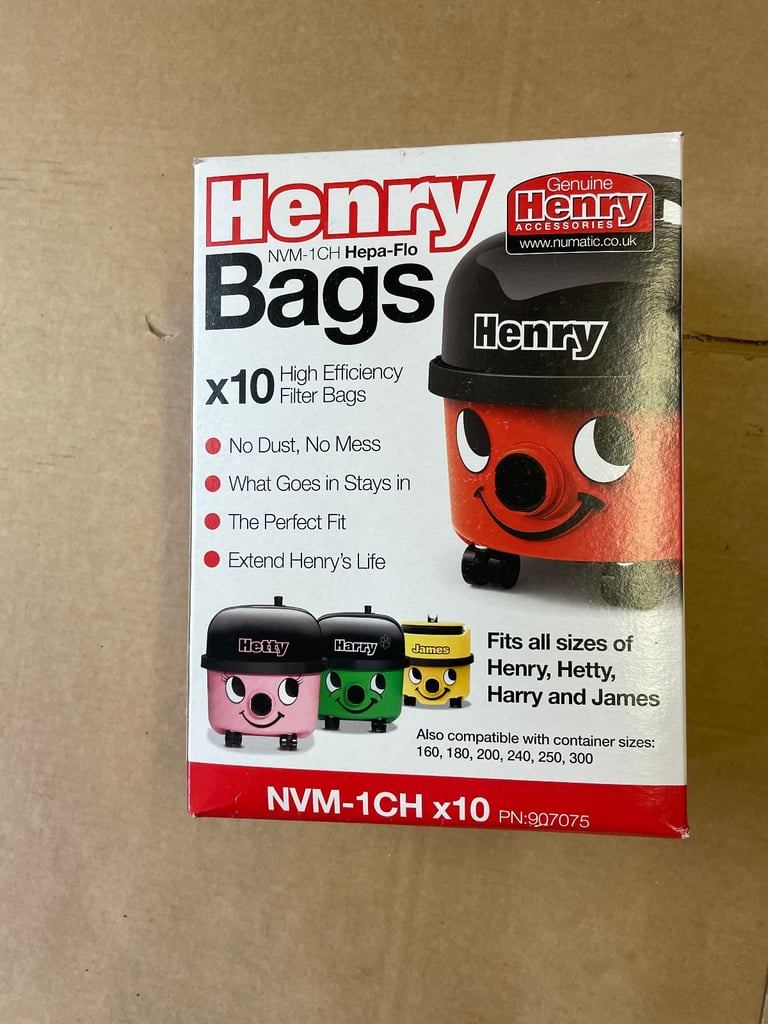 Henry
Genuine
Henry
ACCESSORIES
www.numatic.co.uk
NVM-1CH Hepa-Flo
Bags
Henry
x10 High Efficiency
Filter Bags
No Dust, No Mess
What Goes in Stays in
The Perfect Fit
Extend Henry's Life
Hetty
Harry
James
Fits all sizes of
Henry, Hetty,
Harry and James
Also compatible with container sizes:
160, 180, 200, 240, 250, 300
NVM-1CH x10 PN:907075